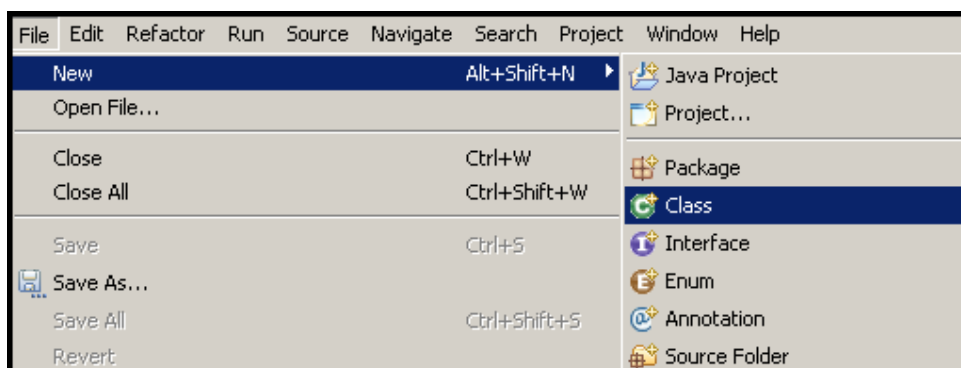 File Edit Refactor Run Source Navigate Search Project Window Help
New Alt+Shift+N
Open File...
Close Ctrl+W
Close All Ctrl+Shift+W
Save Ctrl+S
Save As...
Save All Ctrl+Shift+S
Revert
Java Project
Project...
Package
Class
Interface
Enum
Annotation
Source Folder